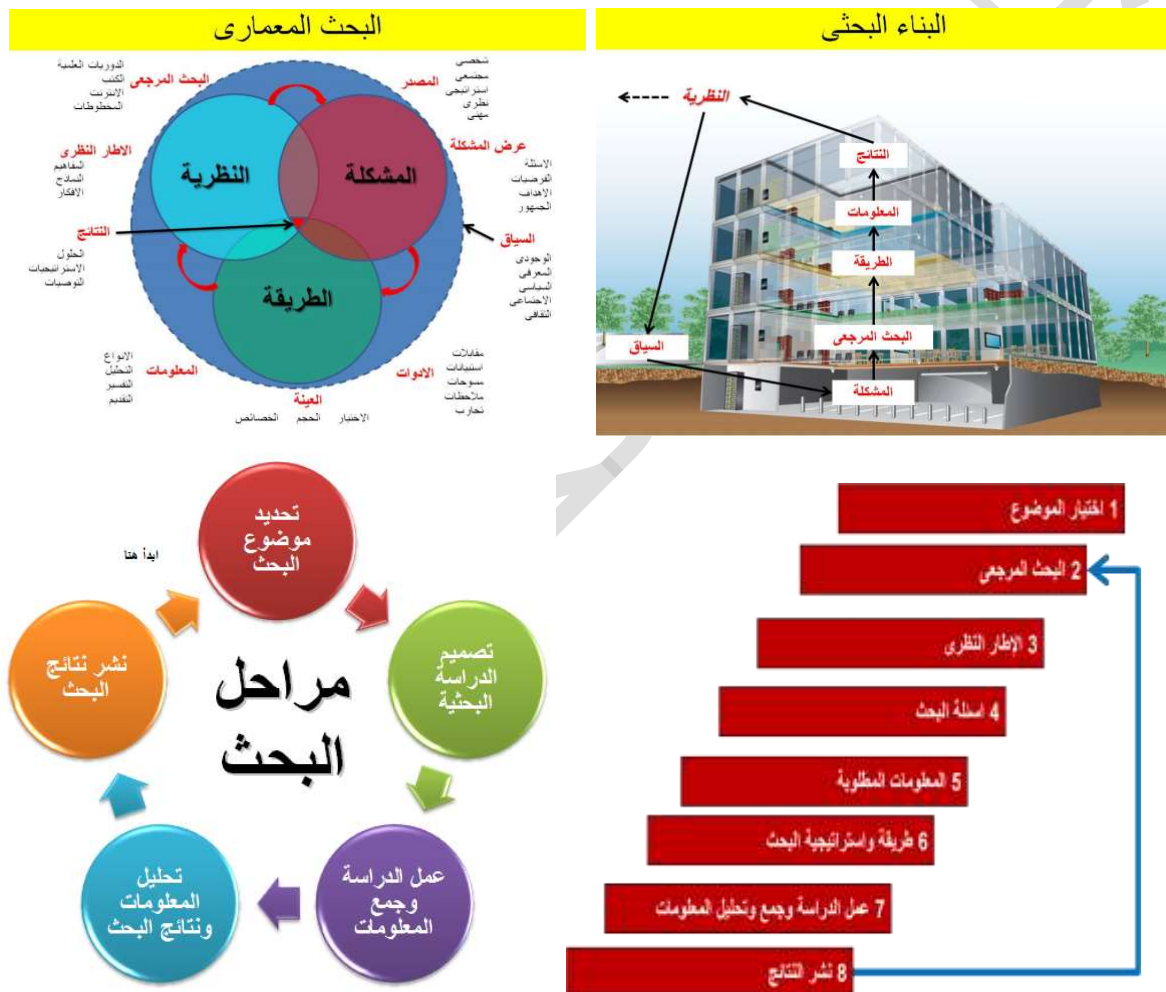 البحث المعمارى
البحث المرجعى
الدوريات العلمية
الكتب
الانترنت
المخطوطات
المصدر
شخصى
مجتمعى
استراتيجى
نظرى
مهنى
عرض المشكلة
الاسئلة
الفرضيات
الاهداف
الجمهور
الاطار النظرى
المفاهيم
النماذج
الافكار
النظرية
المشكلة
الطريقة
النتائج
الحلول
الاستراتيجيات
التوصيات
السياق
الوجودى
المعرفى
السياسى
الاجتماعى
الثقافى
الادوات
مقابلات
استبيانات
مسوحات
ملاحظات
تجارب
العينة
الاختيار الحجم الخصائص
المعلومات
الانواع
التحليل
التفسير
التقديم
البناء البحثى
النظرية
النتائج
المعلومات
الطريقة
البحث المرجعى
السياق
المشكلة
مراحل
البحث
ابدأ هنا
تحديد
موضوع
البحث
تصميم
الدراسة
البحثية
عمل الدراسة
وجمع
المعلومات
تحليل
المعلومات
ونتائج البحث
نشر نتائج
البحث
1 اختيار الموضوع
2 البحث المرجعى
3 الإطار النظرى
4 اسئلة البحث
5 المعلومات المطلوبة
6 طريقة واستراتيجية البحث
7 عمل الدراسة وجمع وتحليل المعلومات
8 نشر النتائج